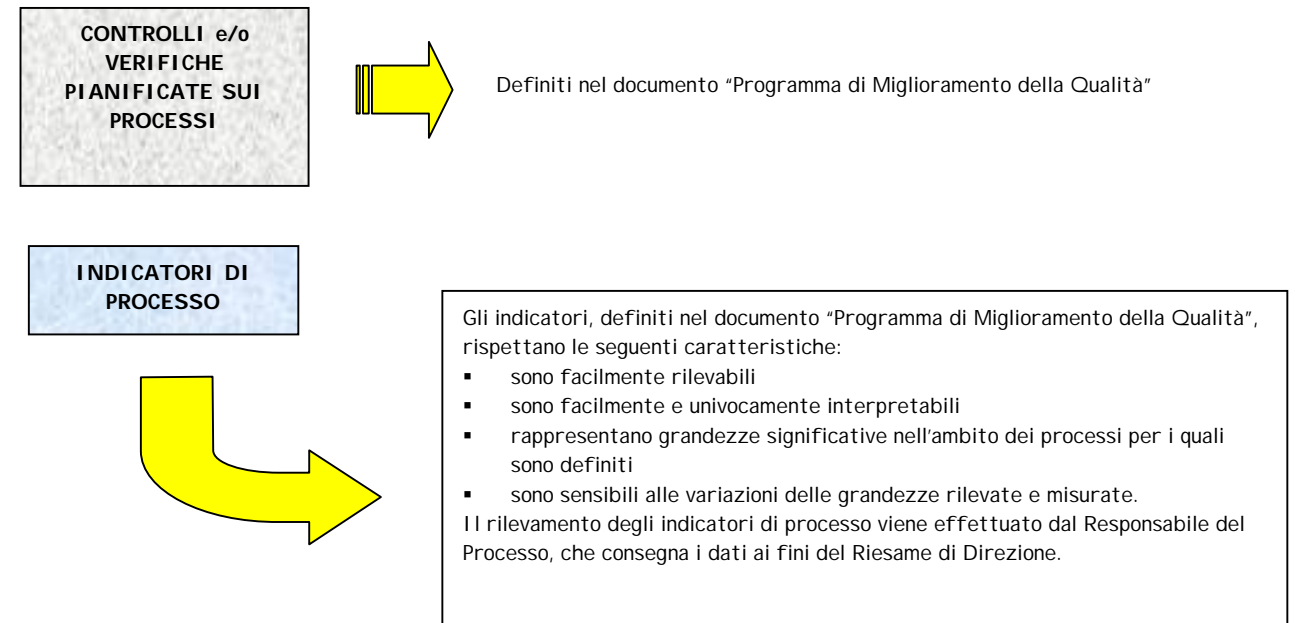 CONTROLLI e/o
VERIFICHE
PIANIFICATE SUI
PROCESSI
Definiti nel documento “Programma di Miglioramento della Qualità”
INDICATORI DI
PROCESSO
Gli indicatori, definiti nel documento “Programma di Miglioramento della Qualità”,
rispettano le seguenti caratteristiche:
▪ sono facilmente rilevabili
▪ sono facilmente e univocamente interpretabili
▪ rappresentano grandezze significative nell'ambito dei processi per i quali
sono definiti
▪ sono sensibili alle variazioni delle grandezze rilevate e misurate.
Il rilevamento degli indicatori di processo viene effettuato dal Responsabile del
Processo, che consegna i dati ai fini del Riesame di Direzione.